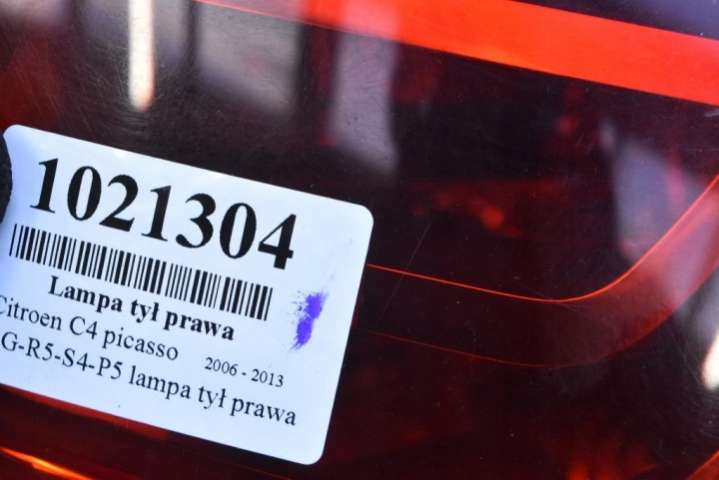 1021304
Lampa tył prawa
Citroen C4 picasso 2006 - 2013
G-R5-S4-P5 lampa tył prawa